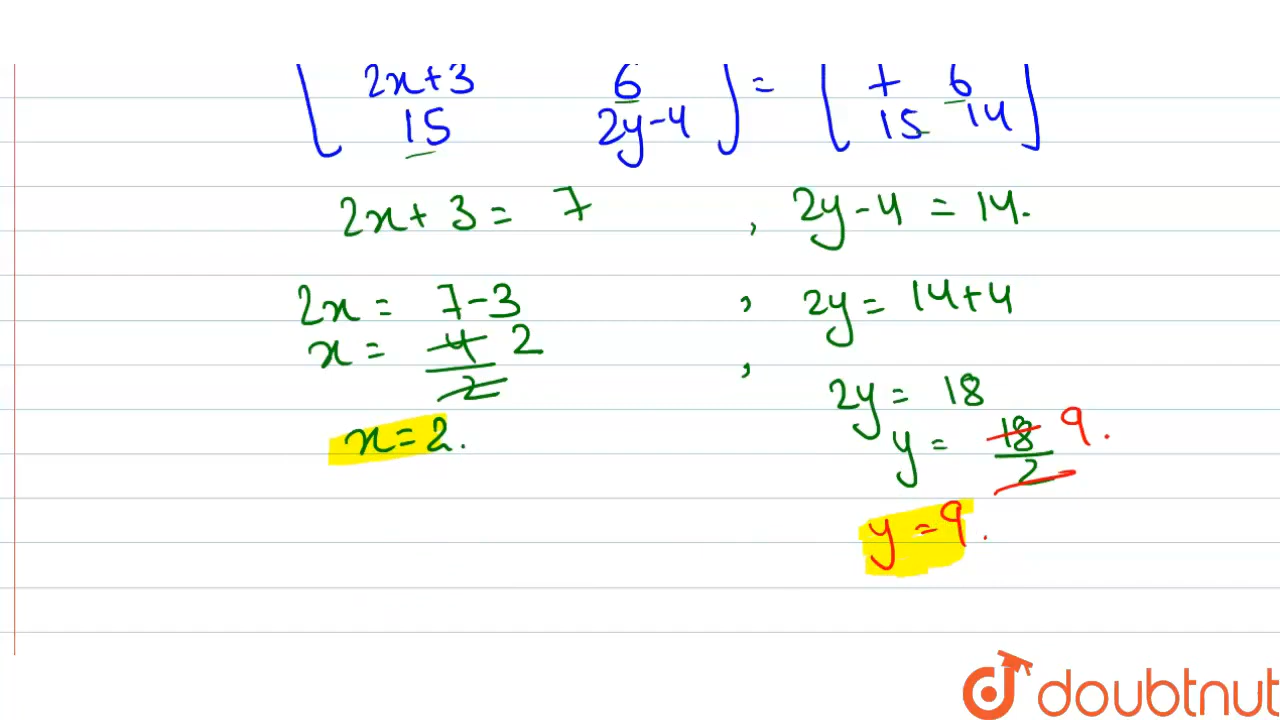 [ 2x+3 6 ] = [ 7 6 ]
[ 15 2y-4 ] [ 15 14 ]
2x+3 = 7 , 2y-4 = 14.
2x = 7-3 , 2y = 14+4
x = 4/2 2 , 2y = 18
x=2. y = 18/2 9.
y=9.
doubtnut